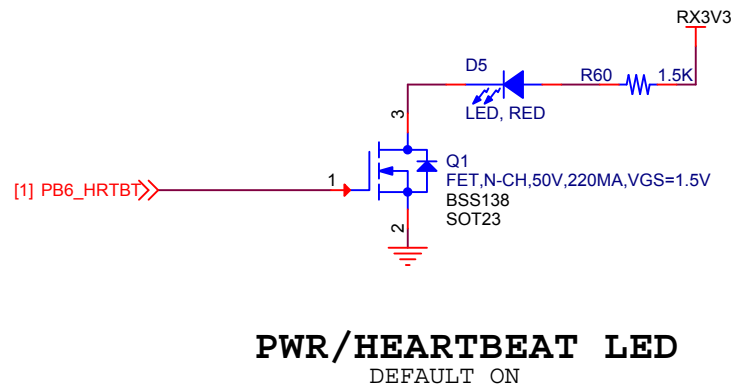 RX3V3
D5
R60
1.5K
LED, RED
3
[1] PB6_HRTBT
1
Q1
FET,N-CH,50V,220MA,VGS=1.5V
BSS138
SOT23
2
PWR/HEARTBEAT LED
DEFAULT ON